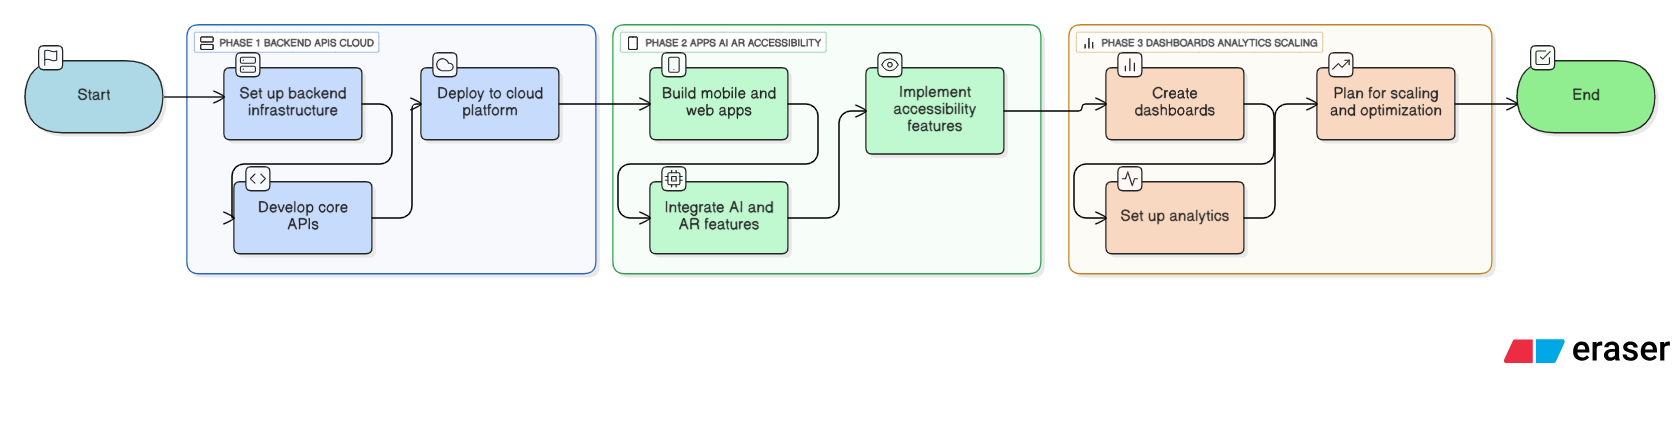 Start
PHASE 1 BACKEND APIS CLOUD
Set up backend
infrastructure
Develop core
APIs
Deploy to cloud
platform
PHASE 2 APPS AI AR ACCESSIBILITY
Build mobile and
web apps
Integrate AI and
AR features
Implement
accessibility
features
PHASE 3 DASHBOARDS ANALYTICS SCALING
Create
dashboards
Set up analytics
Plan for scaling
and optimization
End
eraser